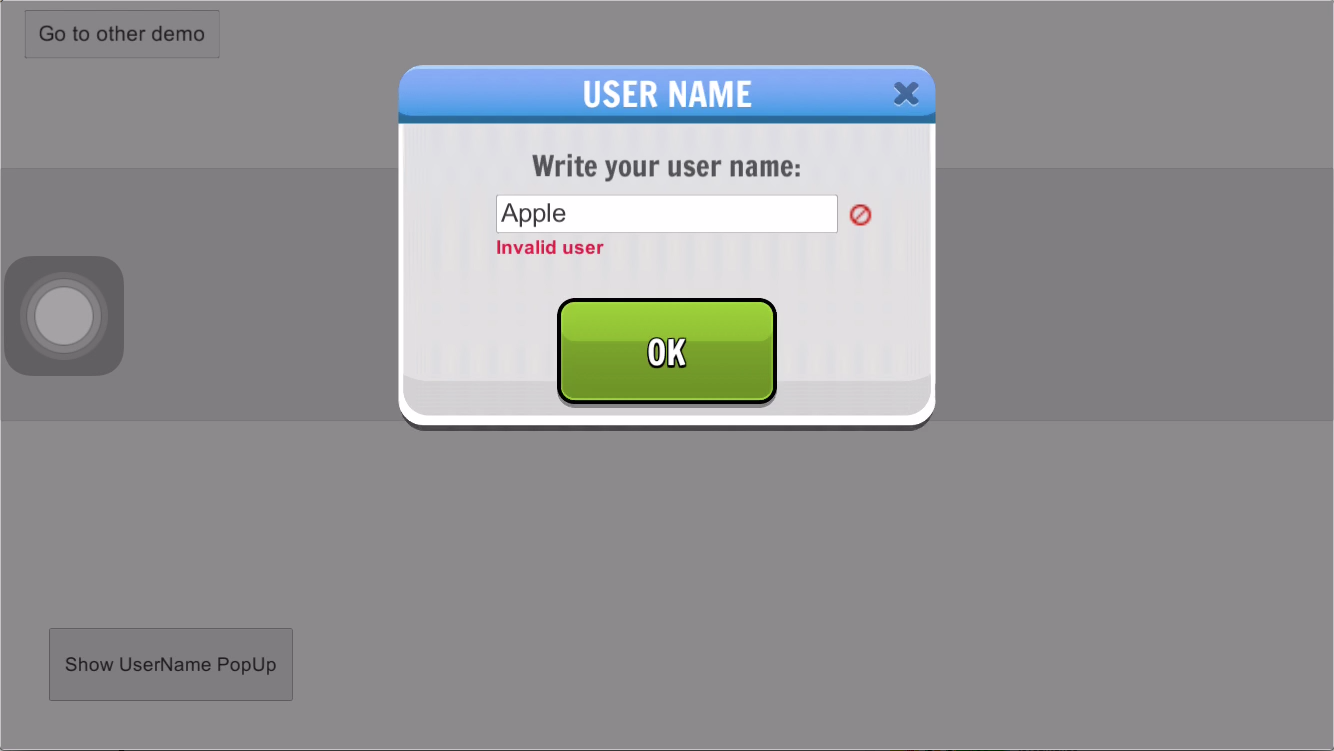 Go to other demo
USER NAME
Write your user name:
Apple
Invalid user
OK
Show UserName PopUp